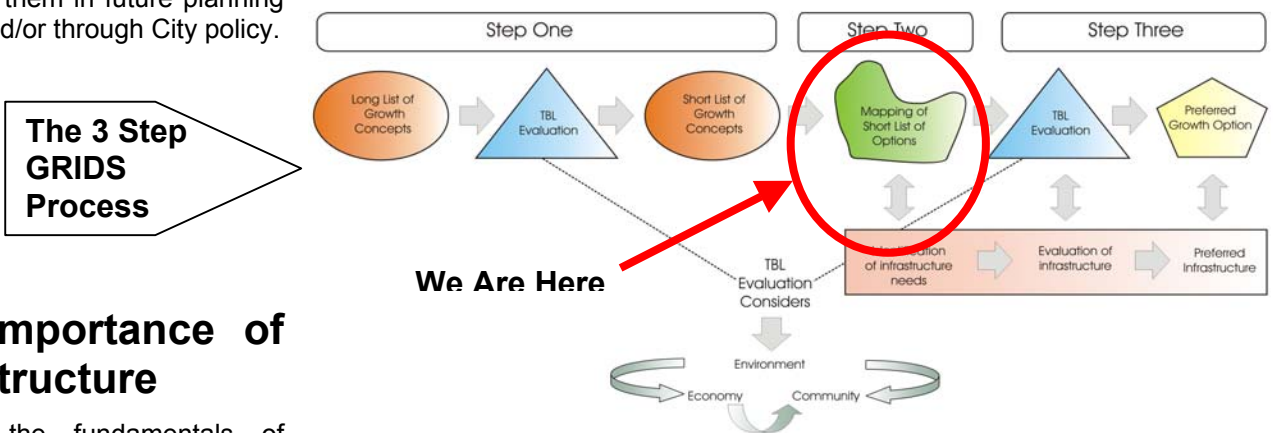 them in future planning
d/or through City policy.
Step One
Step Two
Step Three
Long List of
Growth
Concepts
TBL
Evaluation
Short List of
Growth
Concepts
Mapping of
Short List of
Options
TBL
Evaluation
Preferred
Growth Option
The 3 Step
GRIDS
Process
We Are Here
Identification
of infrastructure
needs
Evaluation of
infrastructure
Preferred
Infrastructure
TBL
Evaluation
Considers
Environment
Economy
Community
mportance of
tructure
the fundamentals of